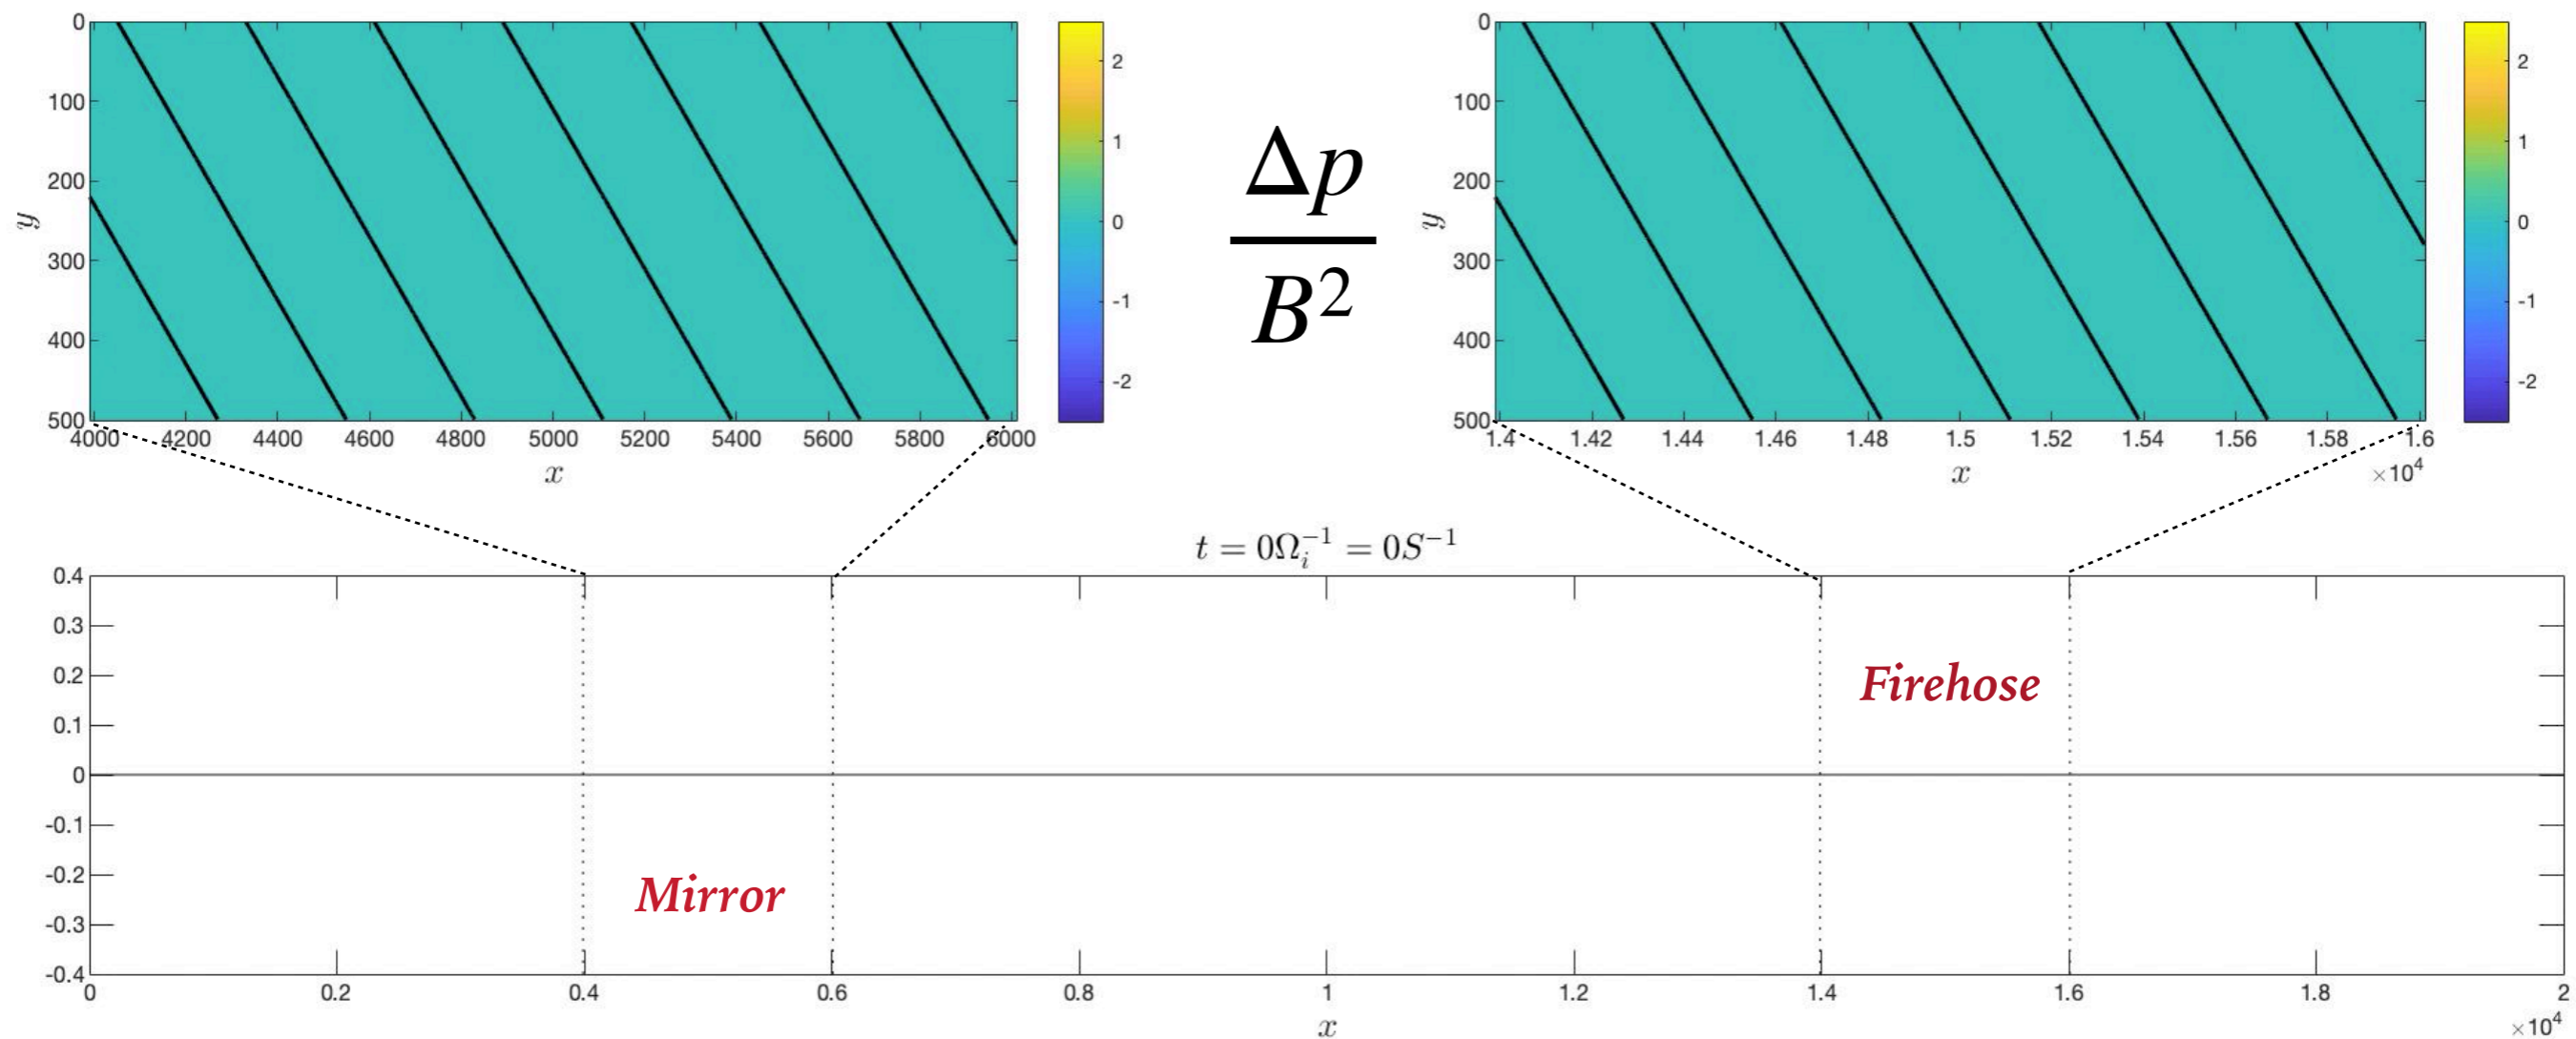 0
100
200
300
400
500
y
4000 4200 4400 4600 4800 5000 5200 5400 5600 5800 6000
x
2
1
0
-1
-2
Δp
B²
0
100
200
300
400
500
y
1.4 1.42 1.44 1.46 1.48 1.5 1.52 1.54 1.56 1.58 1.6
×10⁴
x
2
1
0
-1
-2
t = 0Ωᵢ⁻¹ = 0S⁻¹
0.4
0.3
0.2
0.1
0
-0.1
-0.2
-0.3
-0.4
Firehose
Mirror
0 0.2 0.4 0.6 0.8 1 1.2 1.4 1.6 1.8 2
x
×10⁴